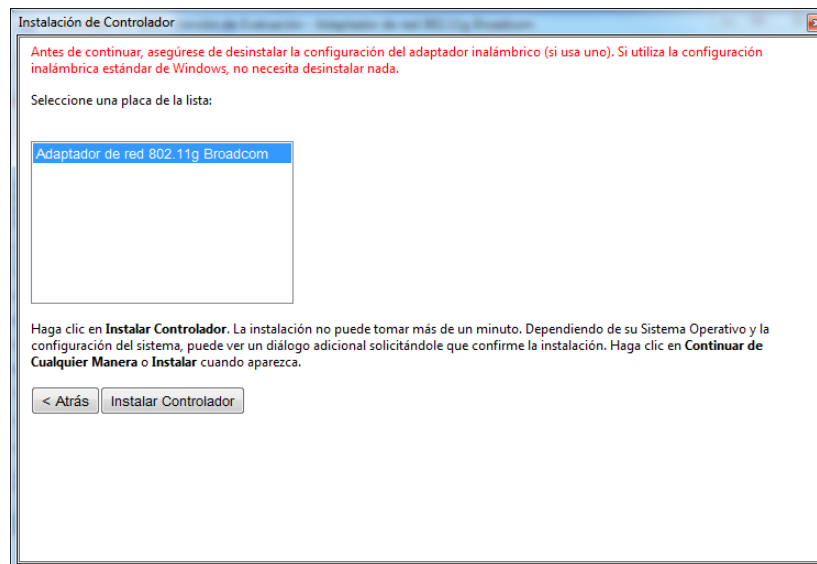 Instalación de Controlador
Antes de continuar, asegúrese de desinstalar la configuración del adaptador inalámbrico (si usa uno). Si utiliza la configuración
inalámbrica estándar de Windows, no necesita desinstalar nada.
Seleccione una placa de la lista:
Adaptador de red 802.11g Broadcom
Haga clic en Instalar Controlador. La instalación no puede tomar más de un minuto. Dependiendo de su Sistema Operativo y la
configuración del sistema, puede ver un diálogo adicional solicitándole que confirme la instalación. Haga clic en Continuar de
Cualquier Manera o Instalar cuando aparezca.
< Atrás Instalar Controlador